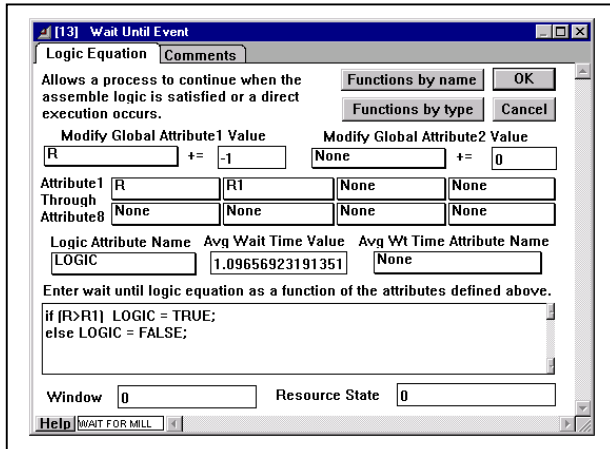 [13] Wait Until Event
Logic Equation Comments
Allows a process to continue when the
assemble logic is satisfied or a direct
execution occurs.
Functions by name OK
Functions by type Cancel
Modify Global Attribute1 Value Modify Global Attribute2 Value
R += -1 None += 0
Attribute1
Through
Attribute8
R R1 None None
None None None None
Logic Attribute Name Avg Wait Time Value Avg Wt Time Attribute Name
LOGIC 1.09656923191351 None
Enter wait until logic equation as a function of the attributes defined above.
if (R>R1) LOGIC = TRUE;
else LOGIC = FALSE;
Window 0 Resource State 0
Help WAIT FOR MILL